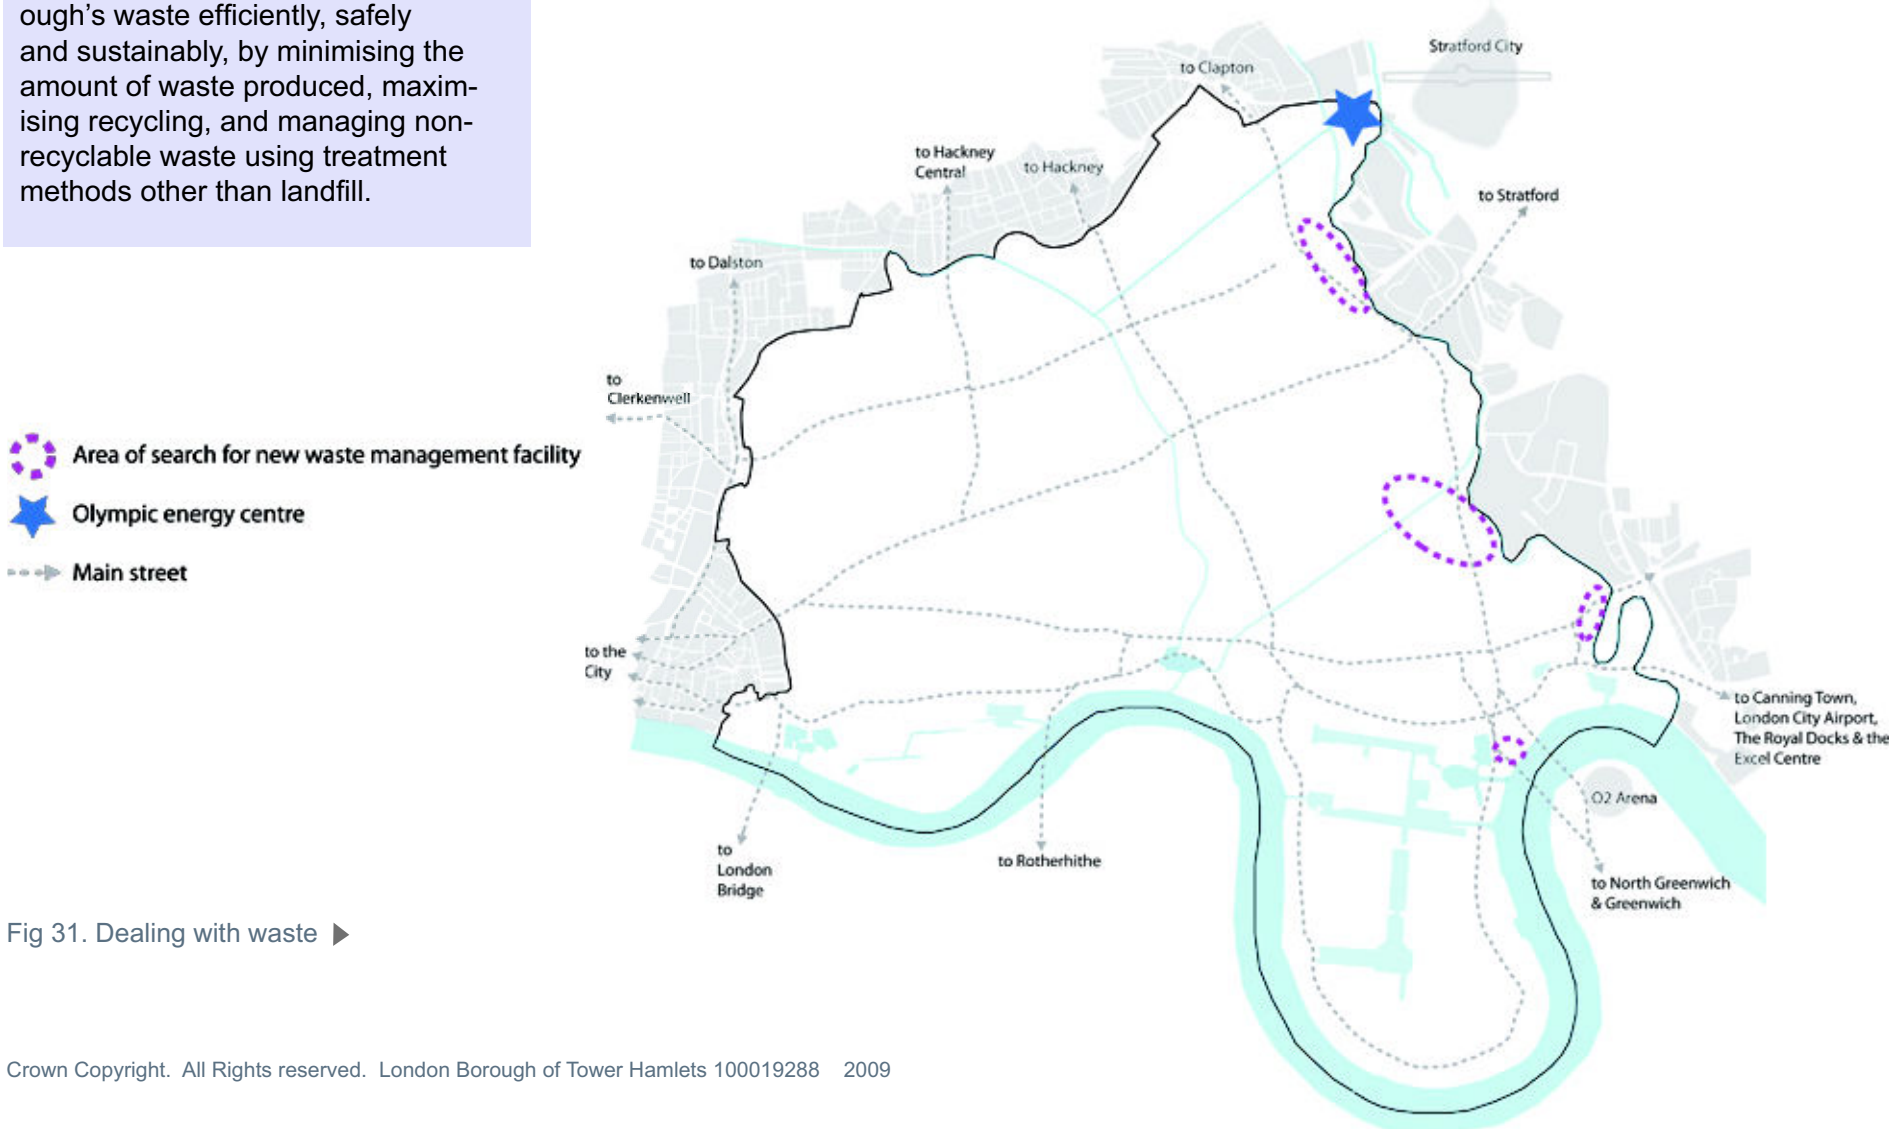 ough's waste efficiently, safely
and sustainably, by minimising the
amount of waste produced, maxim-
ising recycling, and managing non-
recyclable waste using treatment
methods other than landfill.
Stratford City
to Clapton
to Hackney
Central
to Hackney
to Stratford
to Dalston
to
Clerkenwell
Area of search for new waste management facility
Olympic energy centre
Main street
to the
City
to Canning Town,
London City Airport,
The Royal Docks & the
Excel Centre
O2 Arena
to
London
Bridge
to Rotherhithe
to North Greenwich
& Greenwich
Fig 31. Dealing with waste
Crown Copyright. All Rights reserved. London Borough of Tower Hamlets 100019288 2009